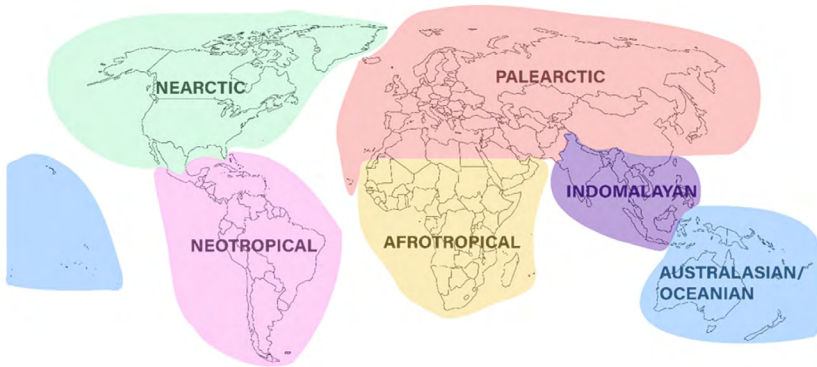 NEARCTIC
PALEARCTIC
INDOMALAYAN
NEOTROPICAL
AFROTROPICAL
AUSTRALASIAN/
OCEANIAN